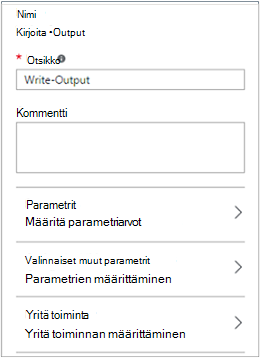 Nimi
Kirjoita -Output
* Otsikko
Write-Output
Kommentti
Parametrit
Määritä parametriarvot
Valinnaiset muut parametrit
Parametrien määrittäminen
Yritä toiminta
Yritä toiminnan määrittäminen